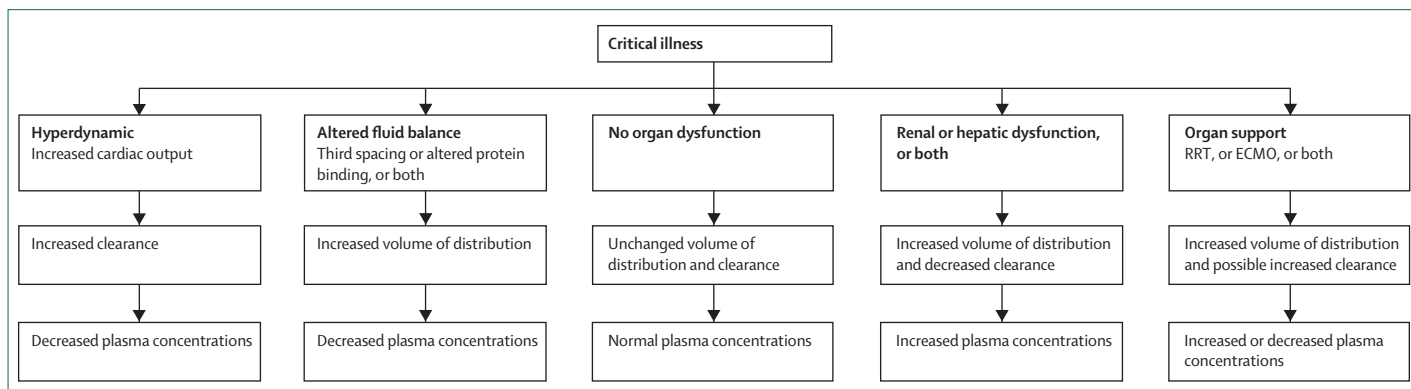 Critical illness
Hyperdynamic
Increased cardiac output
Altered fluid balance
Third spacing or altered protein
binding, or both
No organ dysfunction
Renal or hepatic dysfunction,
or both
Organ support
RRT, or ECMO, or both
Increased clearance
Increased volume of distribution
Unchanged volume of
distribution and clearance
Increased volume of distribution
and decreased clearance
Increased volume of distribution
and possible increased clearance
Decreased plasma concentrations
Decreased plasma concentrations
Normal plasma concentrations
Increased plasma concentrations
Increased or decreased plasma
concentrations